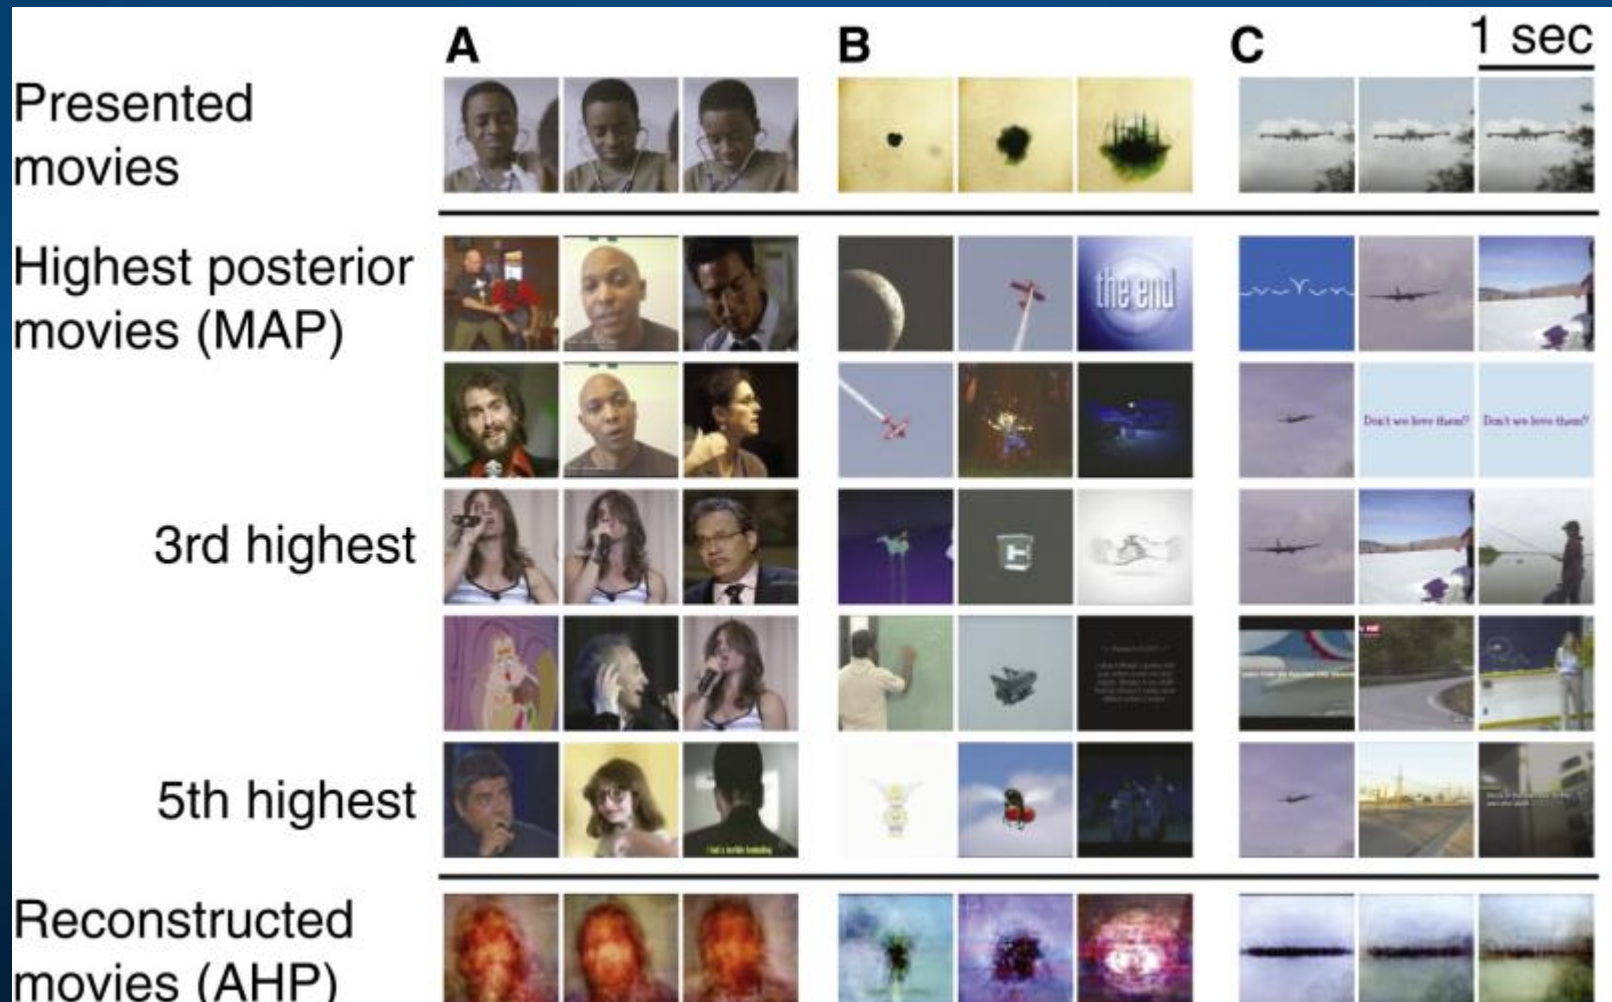 A
B
C
1 sec
Presented
movies
Highest posterior
movies (MAP)
the end
Don't we love them?
Don't we love them?
3rd highest
5th highest
Reconstructed
movies (AHP)